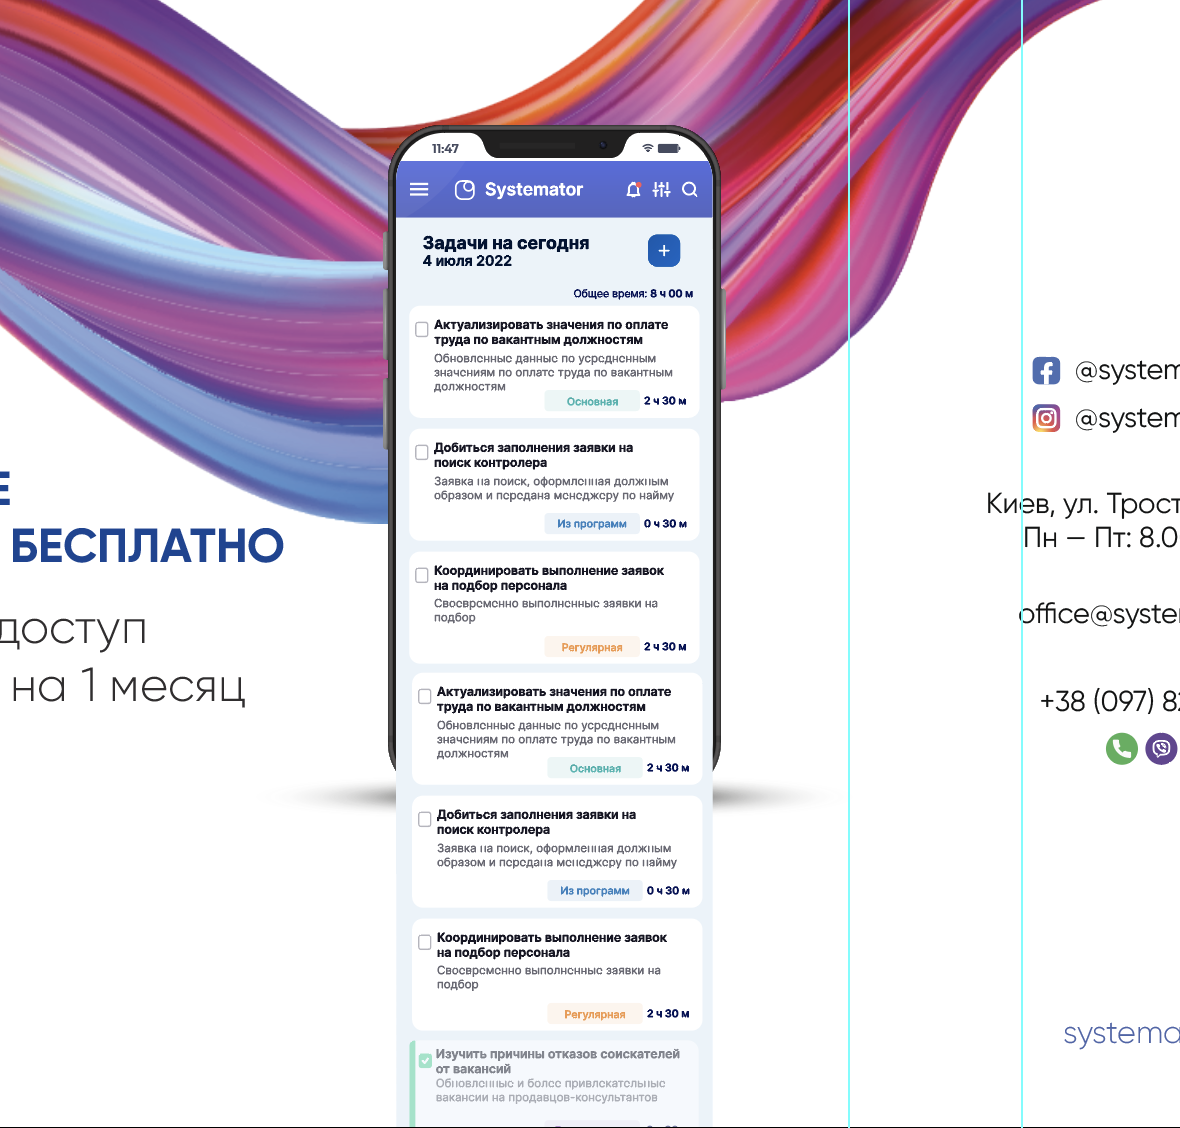 11:47
Systemator
Задачи на сегодня
4 июля 2022
Общее время: 8 ч 00 м
Актуализировать значения по оплате
труда по вакантным должностям
Обновленные данные по усредненным
значениям по оплате труда по вакантным
должностям
Основная 2 ч 30 м
Добиться заполнения заявки на
поиск контролера
Заявка на поиск, оформленная должным
образом и передана менеджеру по найму
Из программ 0 ч 30 м
Координировать выполнение заявок
на подбор персонала
Своевременно выполненные заявки на
подбор
Регулярная 2 ч 30 м
Актуализировать значения по оплате
труда по вакантным должностям
Обновленные данные по усредненным
значениям по оплате труда по вакантным
должностям
Основная 2 ч 30 м
Добиться заполнения заявки на
поиск контролера
Заявка на поиск, оформленная должным
образом и передана менеджеру по найму
Из программ 0 ч 30 м
Координировать выполнение заявок
на подбор персонала
Своевременно выполненные заявки на
подбор
Регулярная 2 ч 30 м
Изучить причины отказов соискателей
от вакансий
Обновленные и более привлекательные
вакансии на продавцов-консультантов
Е
БЕСПЛАТНО
доступ
на 1 месяц
@system
@system
Киев, ул. Трост
Пн – Пт: 8.0
office@syste
+38 (097) 82
systema